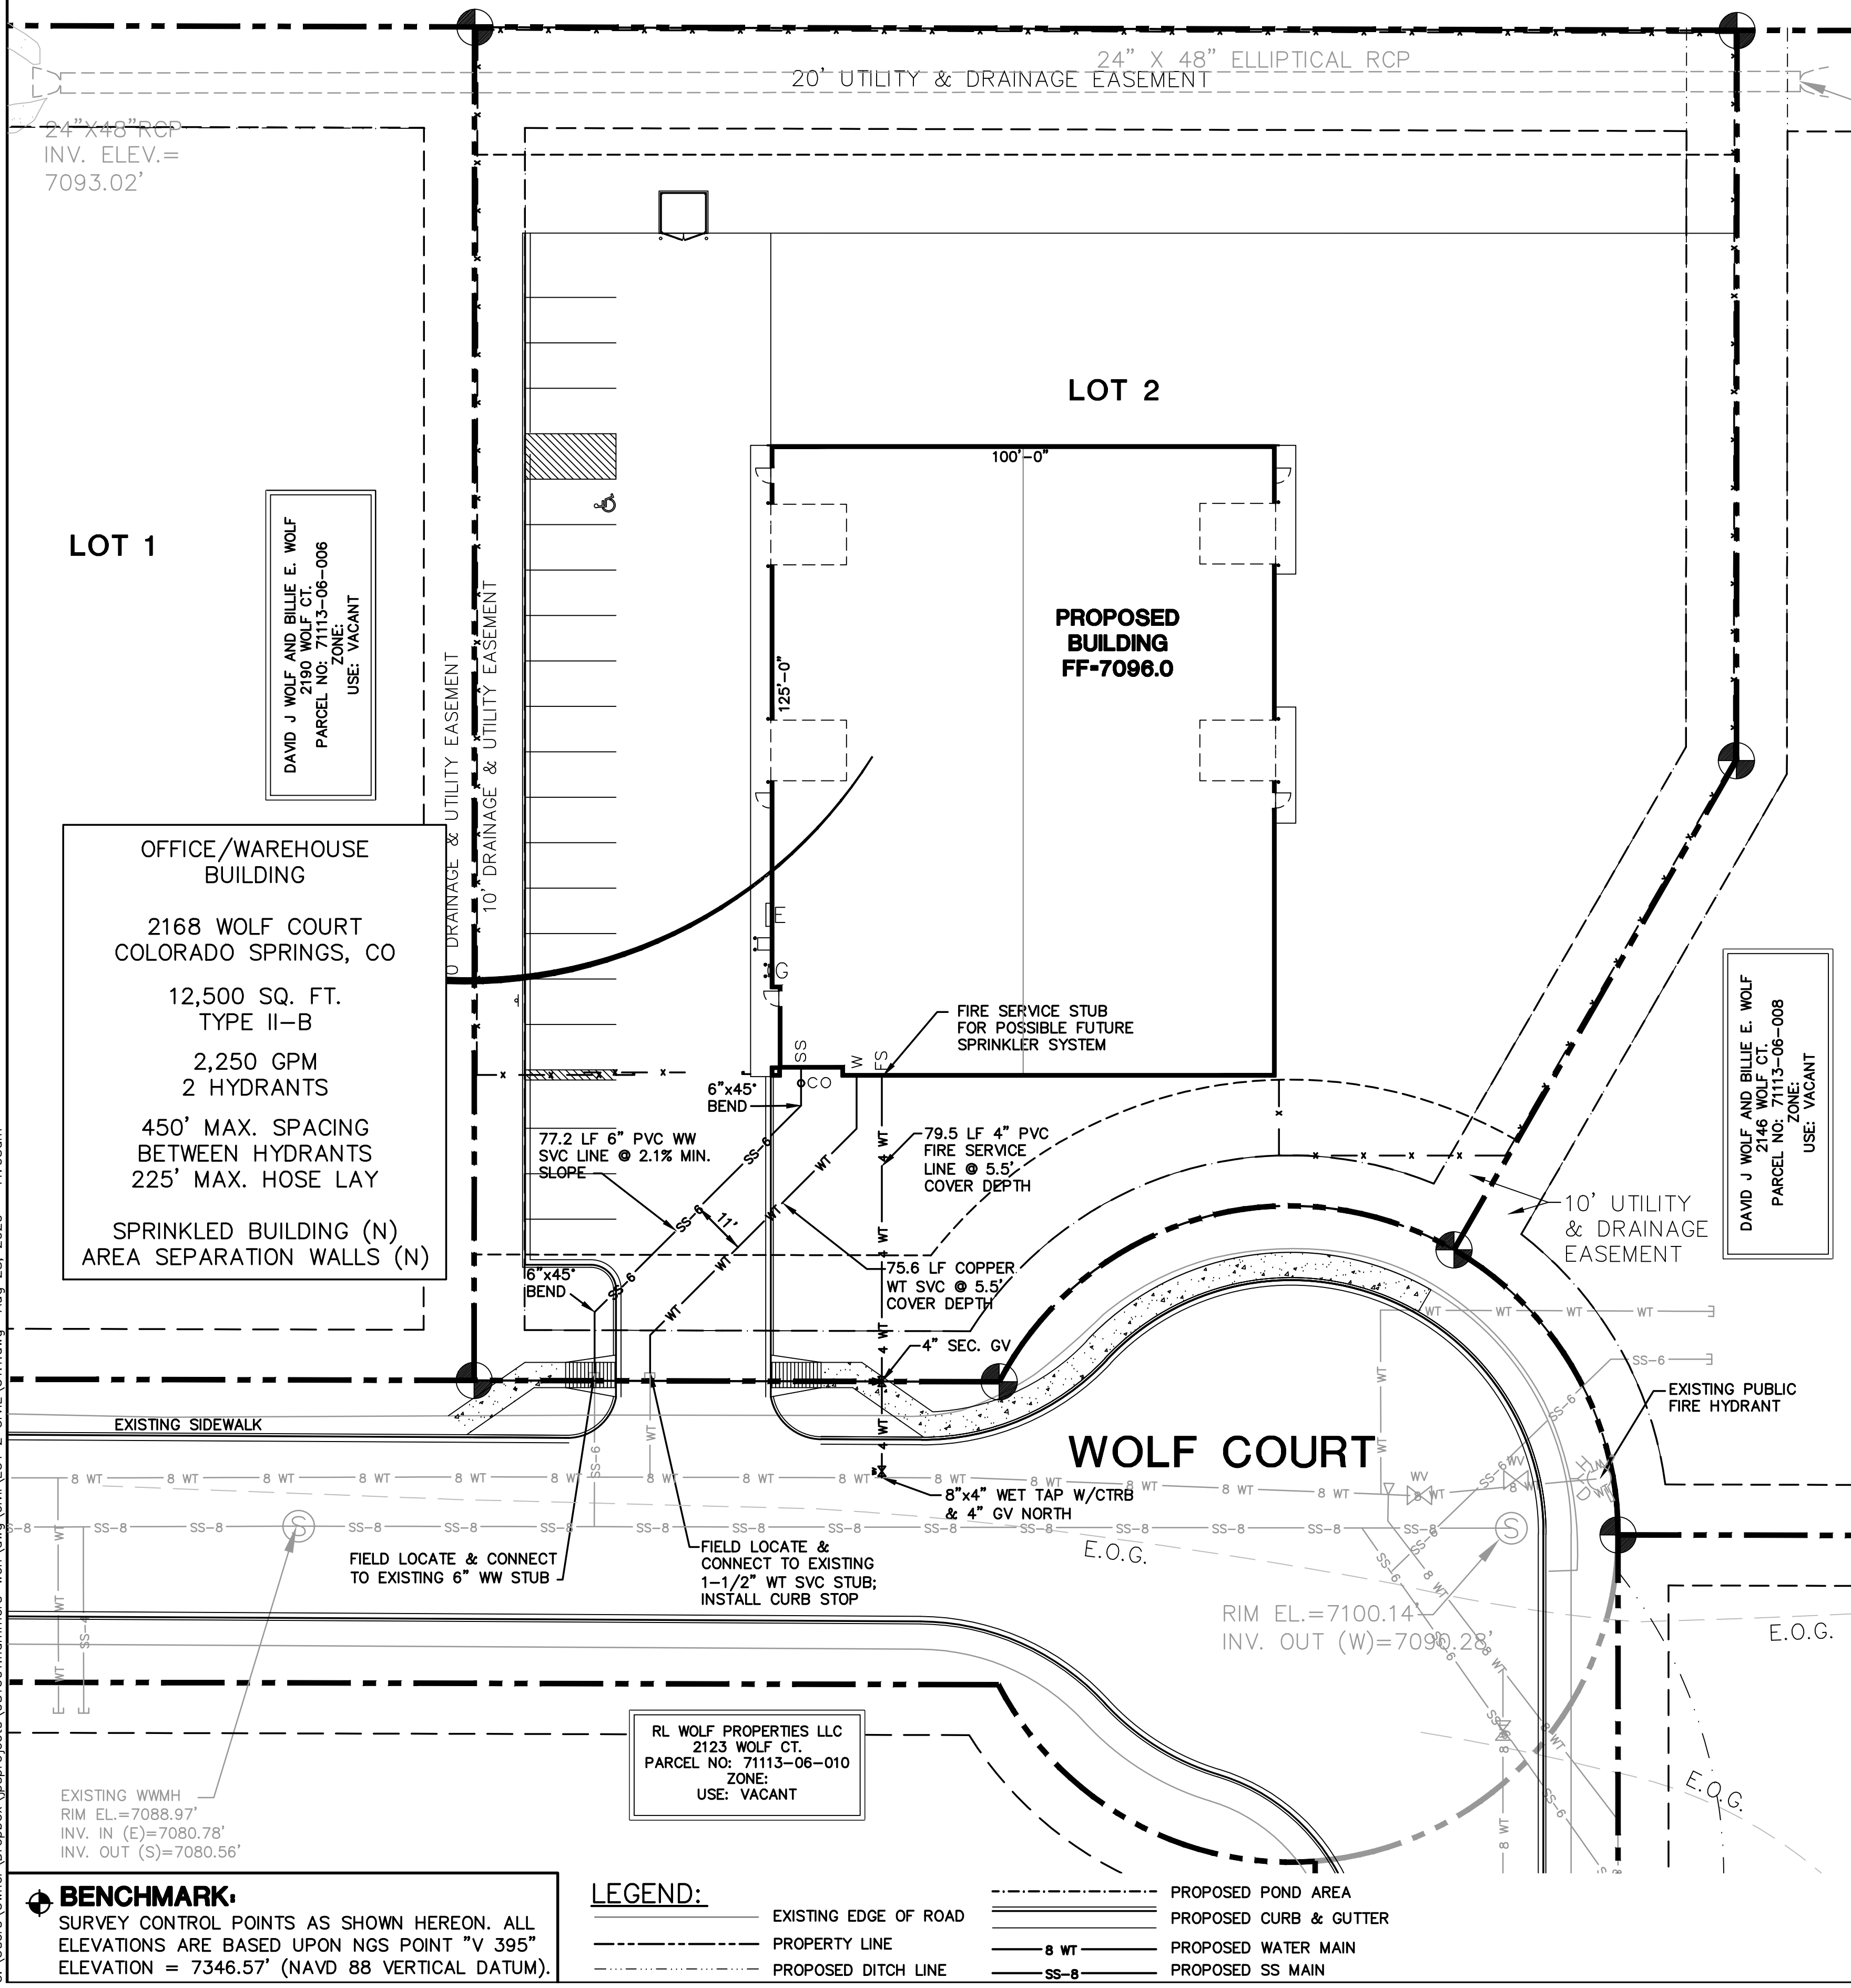 24" X 48" ELLIPTICAL RCP
20' UTILITY & DRAINAGE EASEMENT
24"X48"RCP
INV. ELEV.=
7093.02'
LOT 2
LOT 1
100'-0"
125'-0"
PROPOSED
BUILDING
FF=7096.0
DAVID J WOLF AND BILLIE E. WOLF
2190 WOLF CT.
PARCEL NO: 71113-06-006
ZONE:
USE: VACANT
DRAINAGE & UTILITY EASEMENT
10' DRAINAGE & UTILITY EASEMENT
OFFICE/WAREHOUSE
BUILDING
2168 WOLF COURT
COLORADO SPRINGS, CO
12,500 SQ. FT.
TYPE II-B
2,250 GPM
2 HYDRANTS
450' MAX. SPACING
BETWEEN HYDRANTS
225' MAX. HOSE LAY
SPRINKLED BUILDING (N)
AREA SEPARATION WALLS (N)
E
G
SS
CO
W
FS
FIRE SERVICE STUB
FOR POSSIBLE FUTURE
SPRINKLER SYSTEM
6"x45°
BEND
77.2 LF 6" PVC WW
SVC LINE @ 2.1% MIN.
SLOPE
79.5 LF 4" PVC
FIRE SERVICE
LINE @ 5.5'
COVER DEPTH
11'
75.6 LF COPPER
WT SVC @ 5.5'
COVER DEPTH
6"x45°
BEND
4" SEC. GV
10' UTILITY
& DRAINAGE
EASEMENT
DAVID J WOLF AND BILLIE E. WOLF
2146 WOLF CT.
PARCEL NO: 71113-06-008
ZONE:
USE: VACANT
EXISTING PUBLIC
FIRE HYDRANT
EXISTING SIDEWALK
WOLF COURT
8"x4" WET TAP W/CTRB
& 4" GV NORTH
FIELD LOCATE & CONNECT
TO EXISTING 6" WW STUB
FIELD LOCATE &
CONNECT TO EXISTING
1-1/2" WT SVC STUB;
INSTALL CURB STOP
E.O.G.
RIM EL.=7100.14'
INV. OUT (W)=7090.28'
E.O.G.
E.O.G.
RL WOLF PROPERTIES LLC
2123 WOLF CT.
PARCEL NO: 71113-06-010
ZONE:
USE: VACANT
EXISTING WWMH
RIM EL.=7088.97'
INV. IN (E)=7080.78'
INV. OUT (S)=7080.56'
BENCHMARK:
SURVEY CONTROL POINTS AS SHOWN HEREON. ALL
ELEVATIONS ARE BASED UPON NGS POINT "V 395"
ELEVATION = 7346.57' (NAVD 88 VERTICAL DATUM).
LEGEND:
EXISTING EDGE OF ROAD
PROPERTY LINE
PROPOSED DITCH LINE
PROPOSED POND AREA
PROPOSED CURB & GUTTER
8 WT PROPOSED WATER MAIN
SS-8 PROPOSED SS MAIN